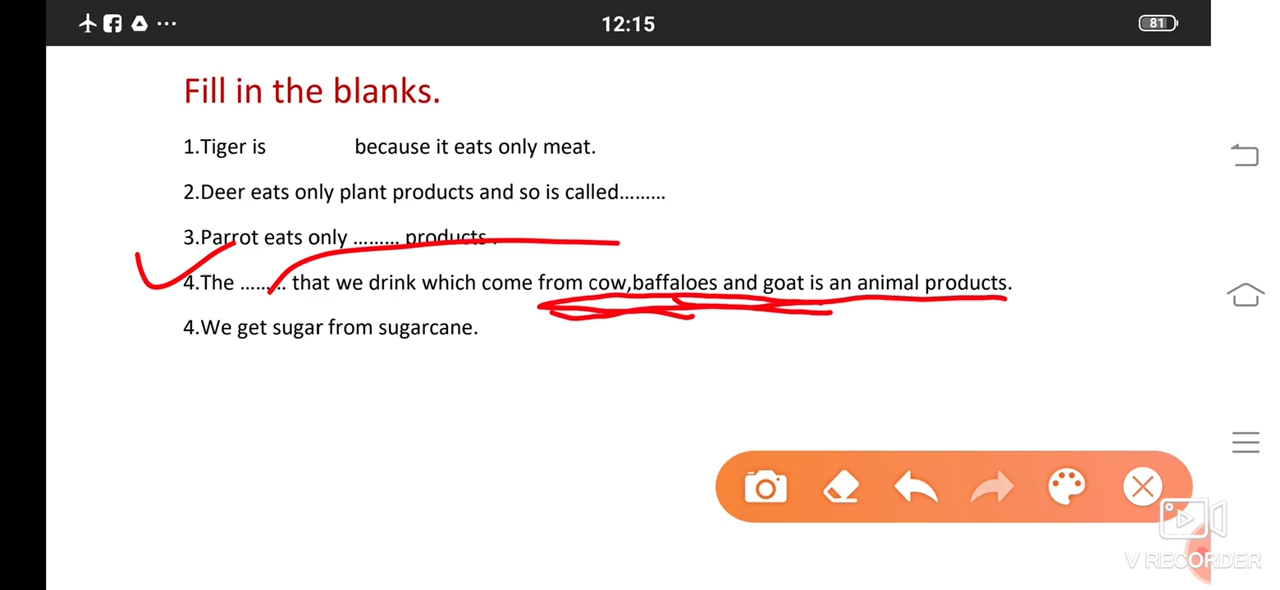 12:15
81
Fill in the blanks.
1.Tiger is because it eats only meat.
2.Deer eats only plant products and so is called.........
3.Parrot eats only ......... products .
4.The ......... that we drink which come from cow,baffaloes and goat is an animal products.
4.We get sugar from sugarcane.
V RECORDER